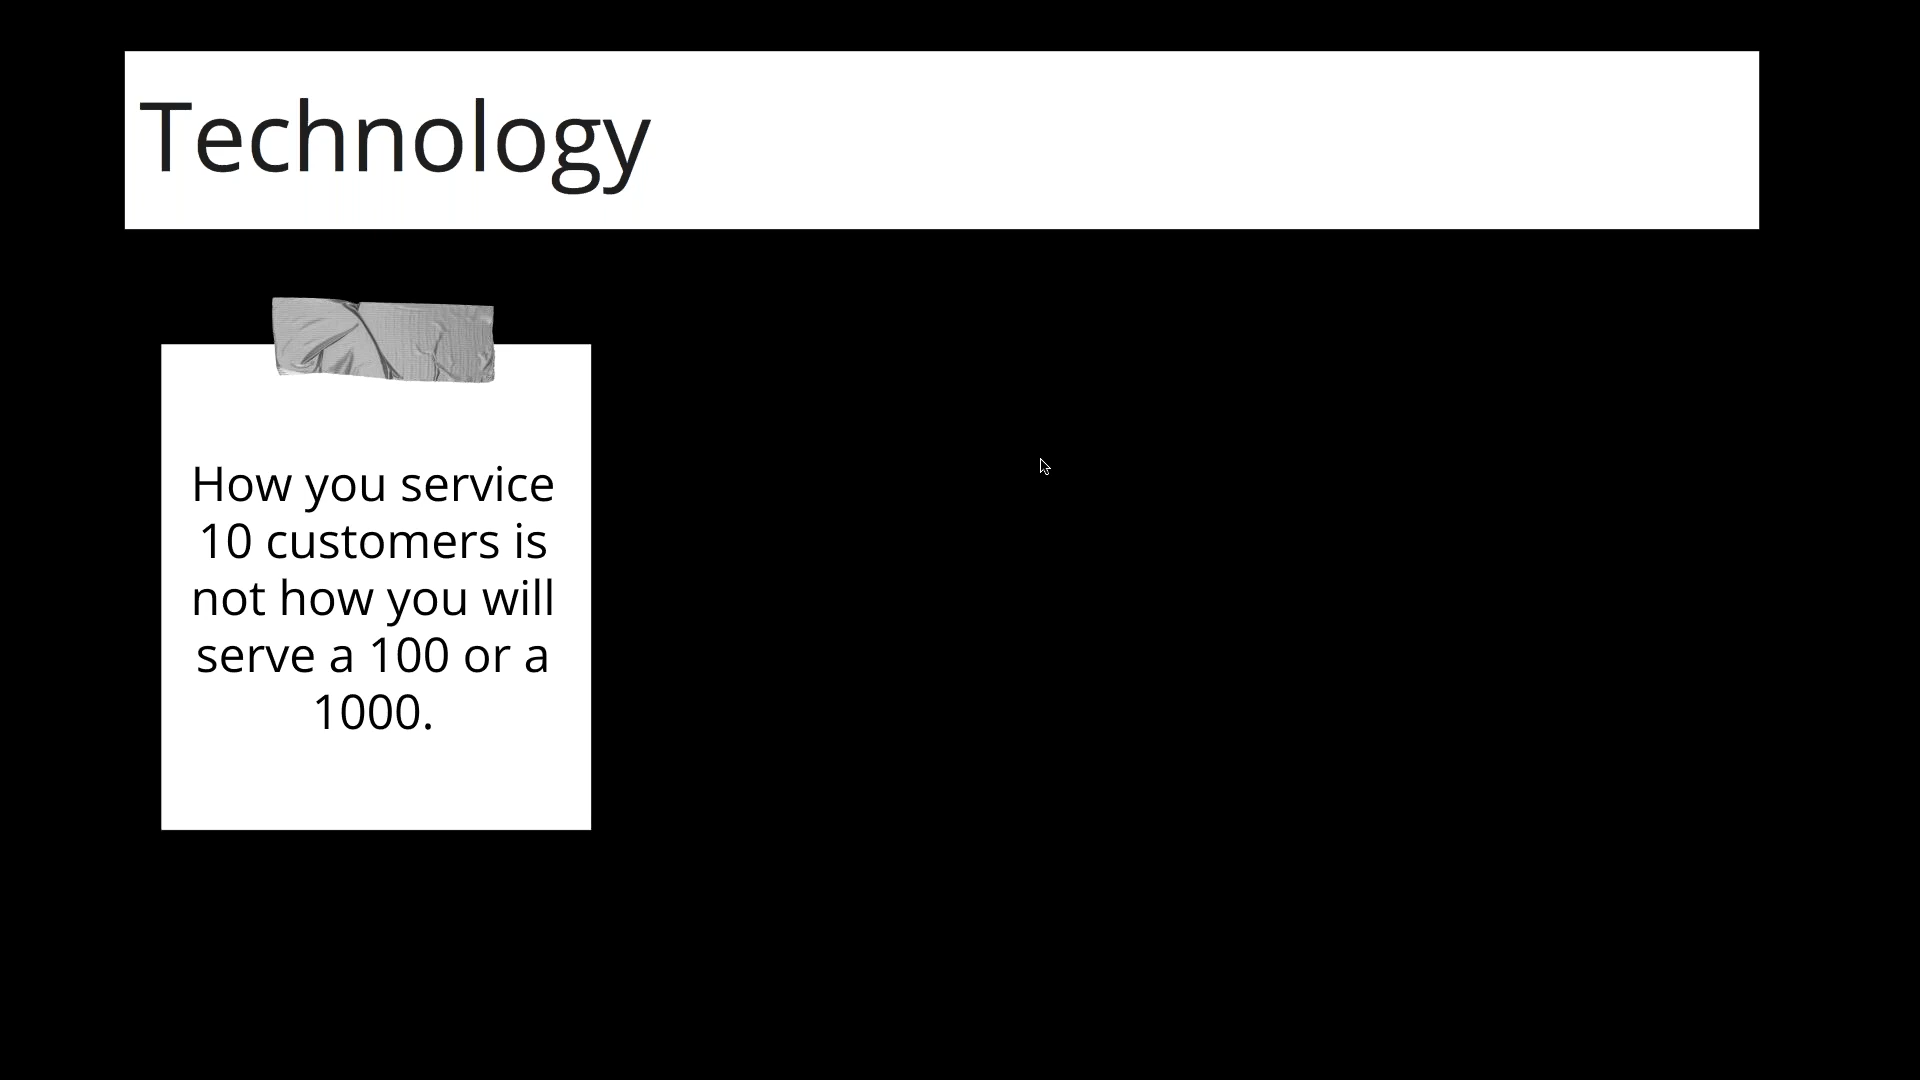 Technology
How you service
10 customers is
not how you will
serve a 100 or a
1000.